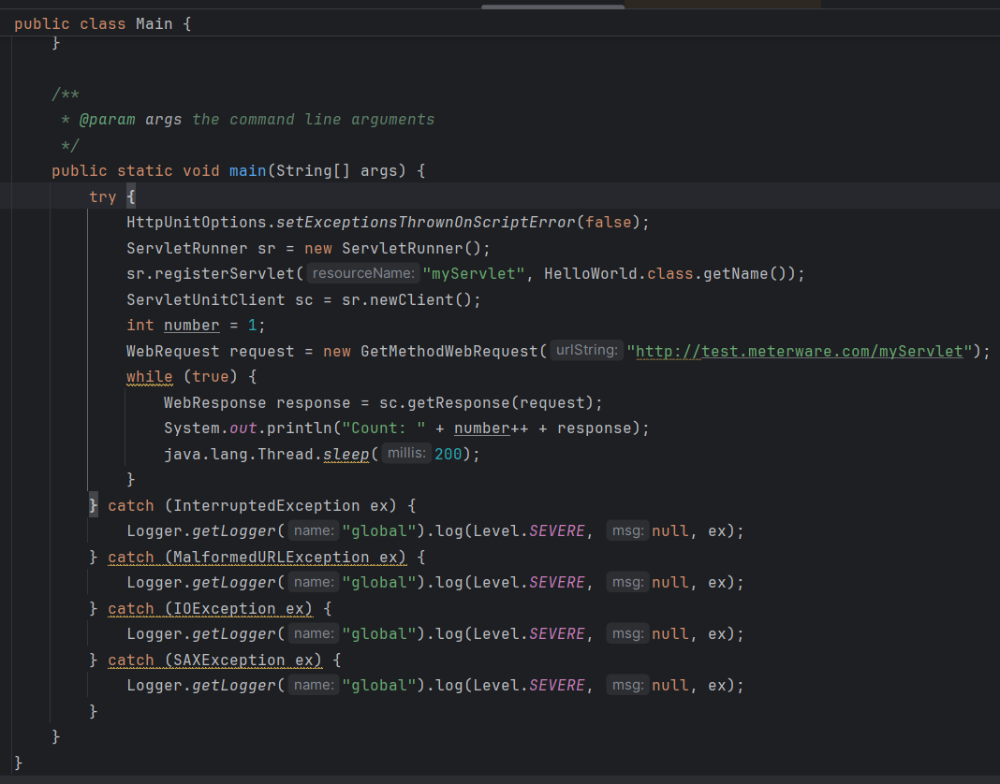 public class Main {
    }

    /**
     * @param args the command line arguments
     */
    public static void main(String[] args) {
        try {
            HttpUnitOptions.setExceptionsThrownOnScriptError(false);
            ServletRunner sr = new ServletRunner();
            sr.registerServlet( resourceName: "myServlet", HelloWorld.class.getName());
            ServletUnitClient sc = sr.newClient();
            int number = 1;
            WebRequest request = new GetMethodWebRequest( urlString: "http://test.meterware.com/myServlet");
            while (true) {
                WebResponse response = sc.getResponse(request);
                System.out.println("Count: " + number++ + response);
                java.lang.Thread.sleep( millis: 200);
            }
        } catch (InterruptedException ex) {
            Logger.getLogger( name: "global").log(Level.SEVERE, msg: null, ex);
        } catch (MalformedURLException ex) {
            Logger.getLogger( name: "global").log(Level.SEVERE, msg: null, ex);
        } catch (IOException ex) {
            Logger.getLogger( name: "global").log(Level.SEVERE, msg: null, ex);
        } catch (SAXException ex) {
            Logger.getLogger( name: "global").log(Level.SEVERE, msg: null, ex);
        }
    }
}